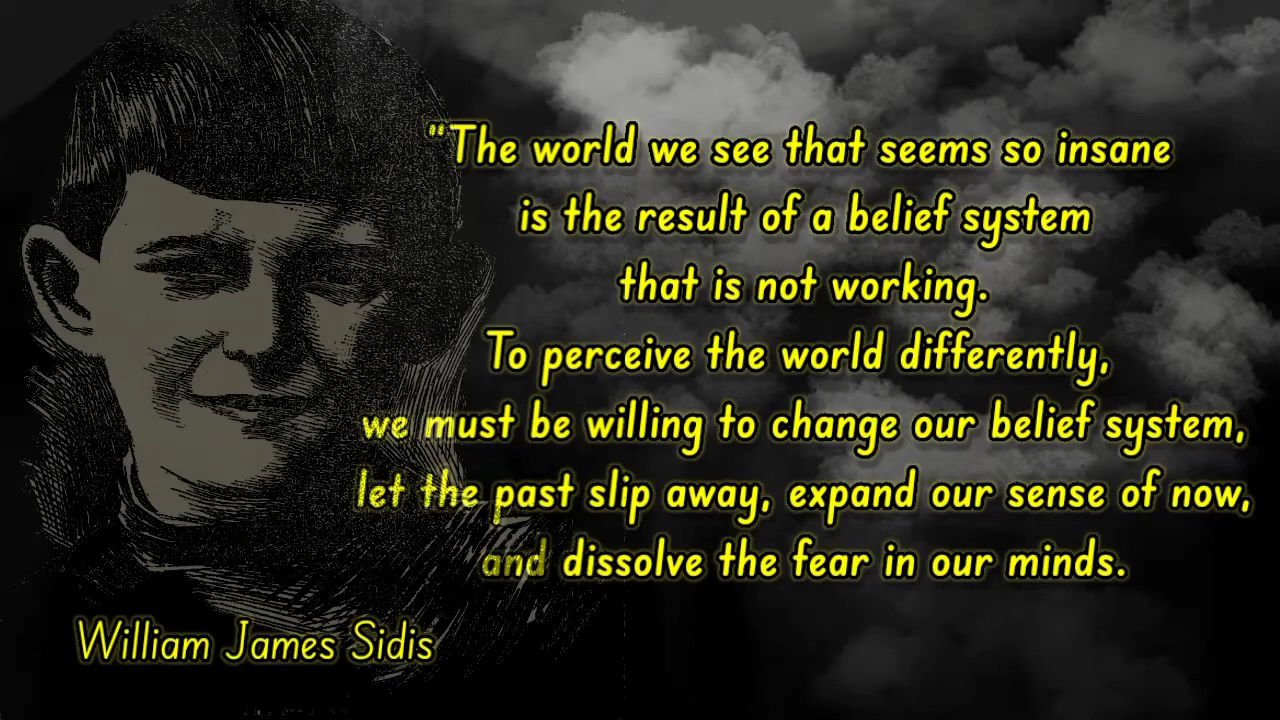 "The world we see that seems so insane
is the result of a belief system
that is not working.
To perceive the world differently,
we must be willing to change our belief system,
let the past slip away, expand our sense of now,
and dissolve the fear in our minds.
William James Sidis